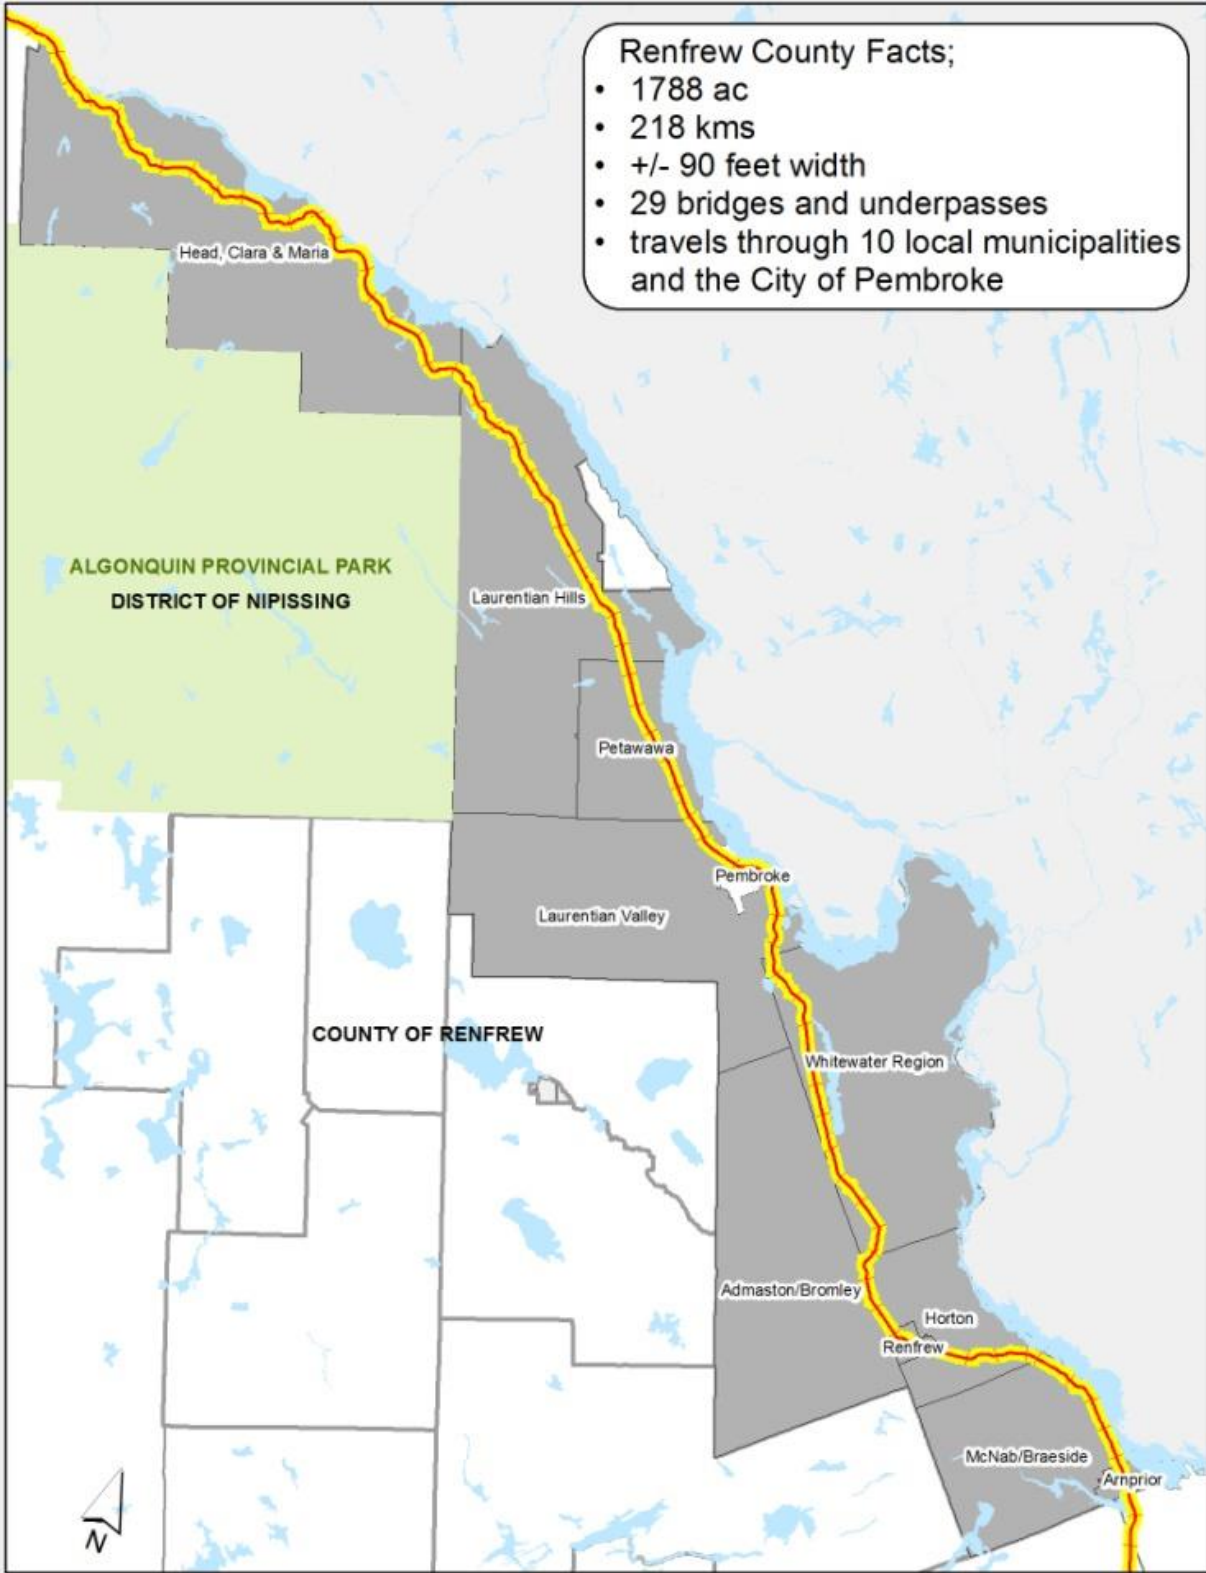 Renfrew County Facts;
• 1788 ac
• 218 kms
• +/- 90 feet width
• 29 bridges and underpasses
• travels through 10 local municipalities
and the City of Pembroke
Head, Clara & Maria
ALGONQUIN PROVINCIAL PARK
DISTRICT OF NIPISSING
Laurentian Hills
Petawawa
Pembroke
Laurentian Valley
COUNTY OF RENFREW
Whitewater Region
Admaston/Bromley
Horton
Renfrew
McNab/Braeside
Arnprior
N